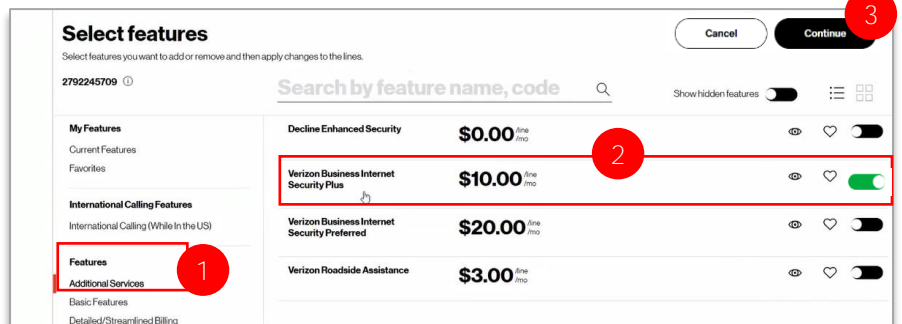 3
Select features
Cancel
Continue
Select features you want to add or remove and then apply changes to the lines.
2792245709
Search by feature name, code
Show hidden features
My Features
Current Features
Favorites
International Calling Features
International Calling (While In the US)
Features
Additional Services
1
Basic Features
Detailed/Streamlined Billing
Decline Enhanced Security
$0.00 /line
/mo
2
Verizon Business Internet
Security Plus
$10.00 /line
/mo
Verizon Business Internet
Security Preferred
$20.00 /line
/mo
Verizon Roadside Assistance
$3.00 /line
/mo